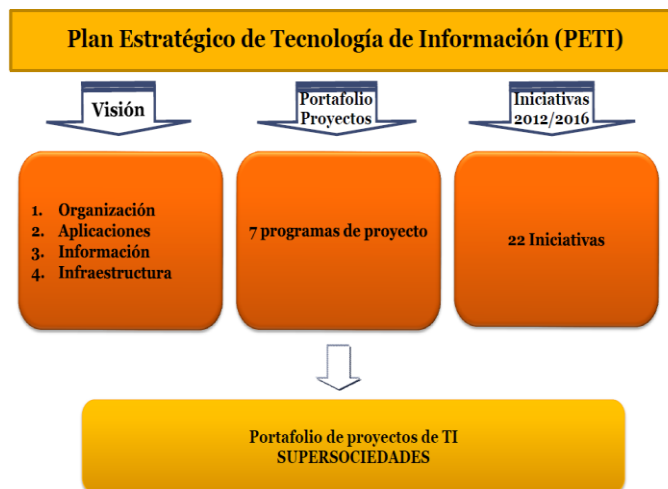 Plan Estratégico de Tecnología de Información (PETI)
Visión
Portafolio
Proyectos
Iniciativas
2012/2016
1. Organización
2. Aplicaciones
3. Información
4. Infraestructura
7 programas de proyecto
22 Iniciativas
Portafolio de proyectos de TI
SUPERSOCIEDADES